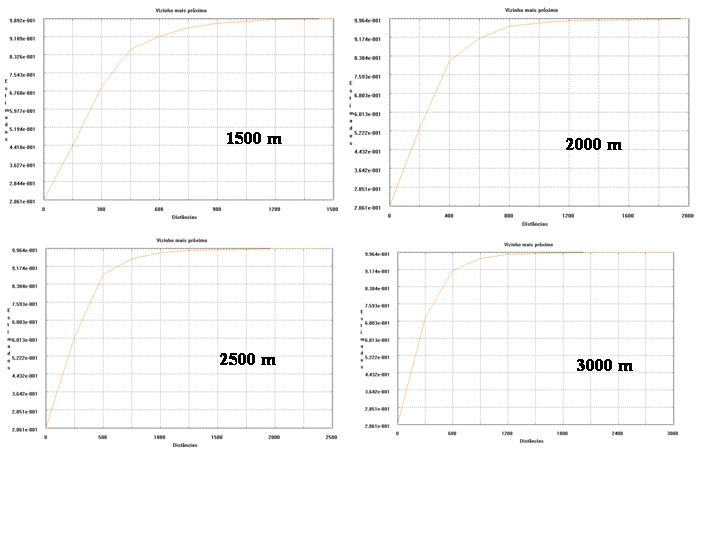 Vizinho mais próximo
9.892e-001
9.109e-001
8.326e-001
7.543e-001
6.760e-001
5.977e-001
5.194e-001
4.410e-001
3.627e-001
2.844e-001
2.061e-001
Estimados
1500 m
0 300 600 900 1200 1500
Distâncias
Vizinho mais próximo
9.964e-001
9.174e-001
8.384e-001
7.593e-001
6.803e-001
6.013e-001
5.222e-001
4.432e-001
3.642e-001
2.851e-001
2.061e-001
Estimados
2000 m
0 400 800 1200 1600 2000
Distâncias
Vizinho mais próximo
9.964e-001
9.174e-001
8.384e-001
7.593e-001
6.803e-001
6.013e-001
5.222e-001
4.432e-001
3.642e-001
2.851e-001
2.061e-001
Estimados
2500 m
0 500 1000 1500 2000 2500
Distâncias
Vizinho mais próximo
9.964e-001
9.174e-001
8.384e-001
7.593e-001
6.803e-001
6.013e-001
5.222e-001
4.432e-001
3.642e-001
2.851e-001
2.061e-001
Estimados
3000 m
0 600 1200 1800 2400 3000
Distâncias